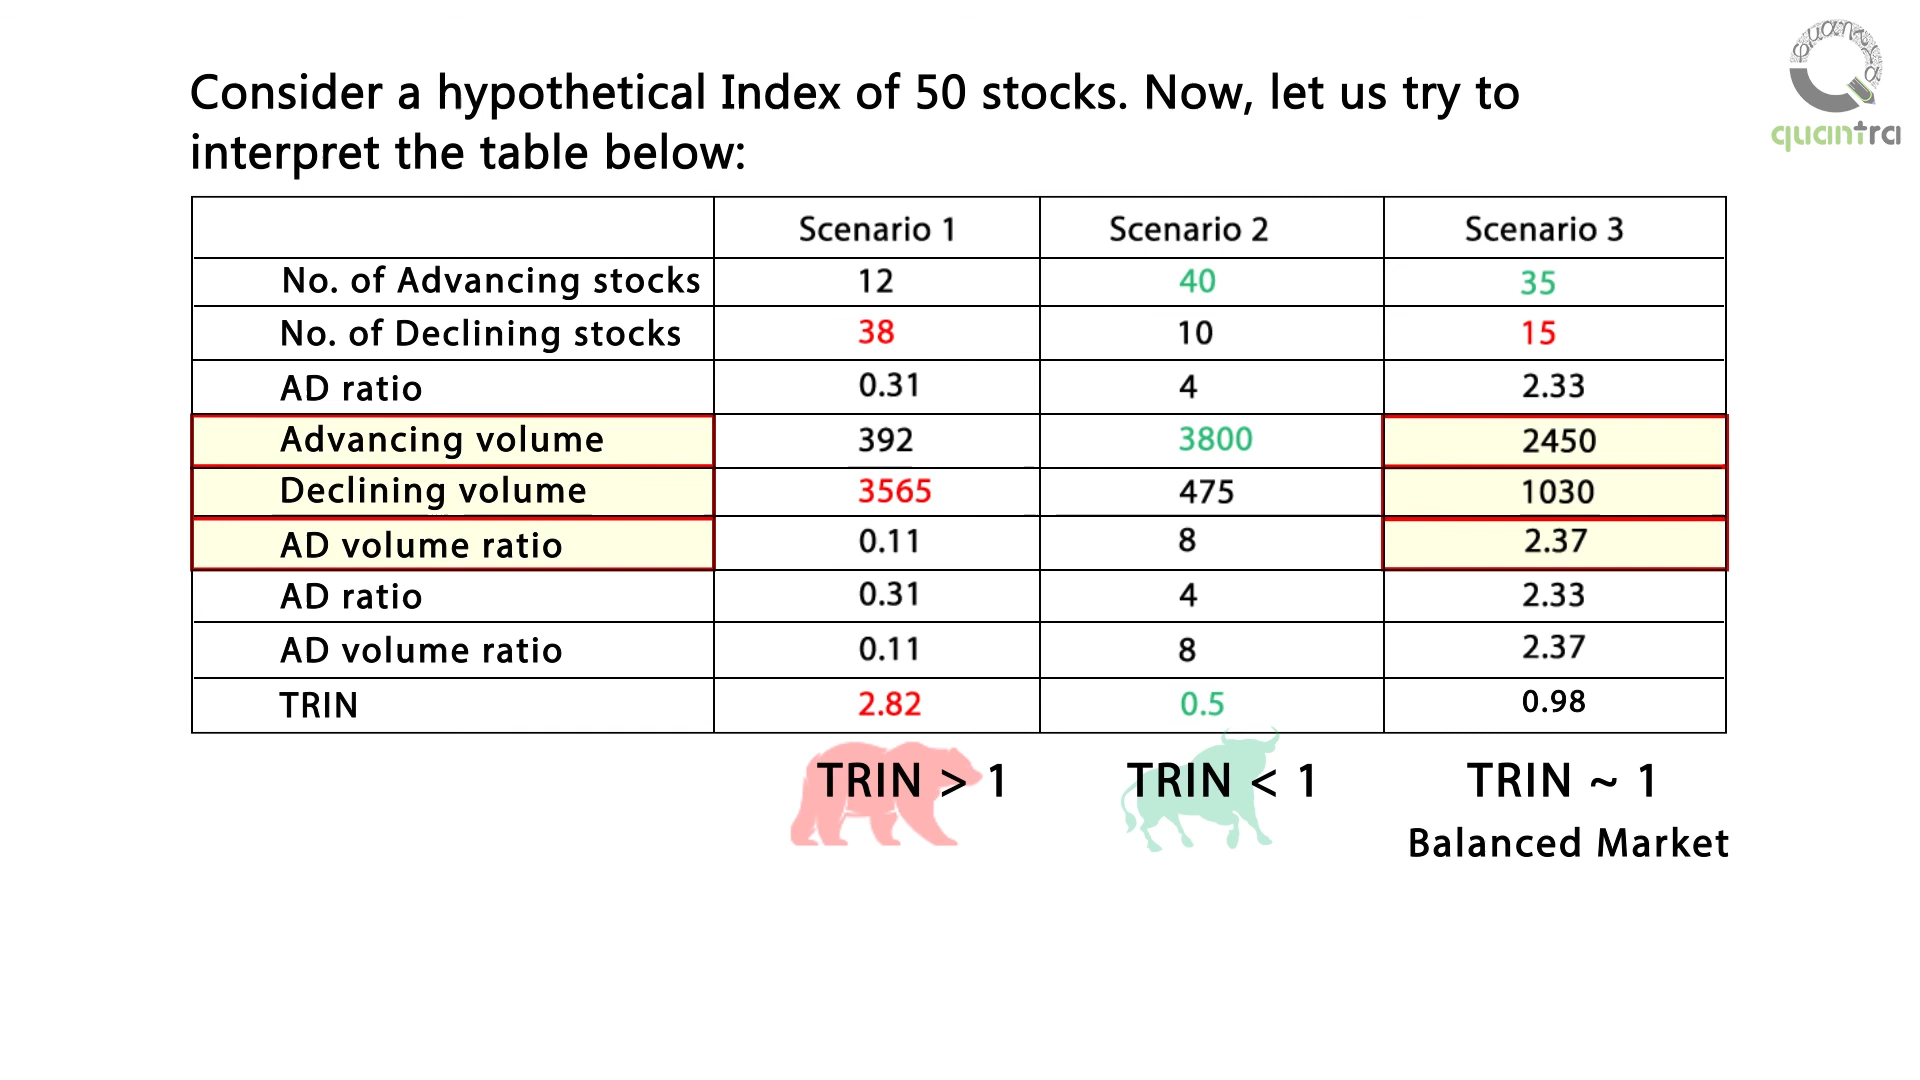 Consider a hypothetical Index of 50 stocks. Now, let us try to
interpret the table below:
quantra
Scenario 1 Scenario 2 Scenario 3
No. of Advancing stocks 12 40 35
No. of Declining stocks 38 10 15
AD ratio 0.31 4 2.33
Advancing volume 392 3800 2450
Declining volume 3565 475 1030
AD volume ratio 0.11 8 2.37
AD ratio 0.31 4 2.33
AD volume ratio 0.11 8 2.37
TRIN 2.82 0.5 0.98
TRIN > 1 TRIN < 1 TRIN ~ 1
Balanced Market